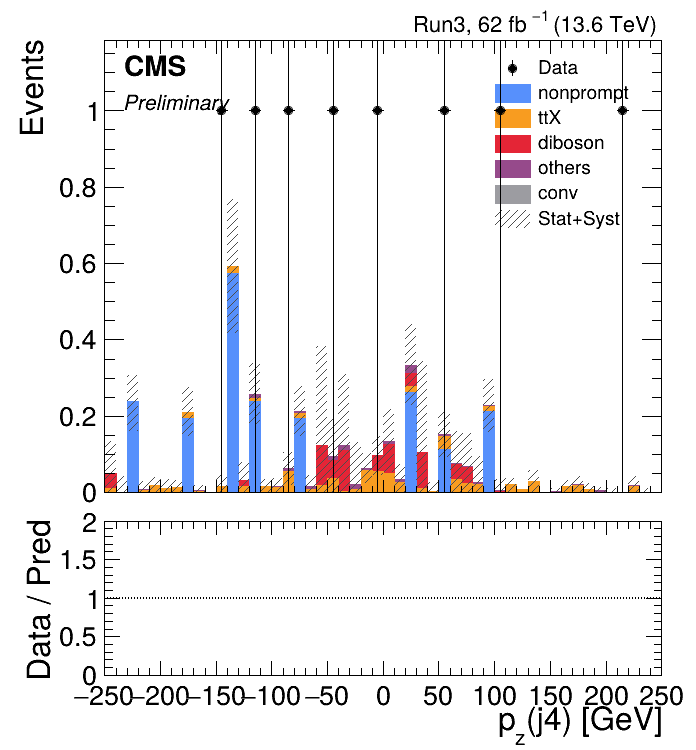 Run3, 62 fb⁻¹ (13.6 TeV)
CMS
Preliminary
Events
Data
nonprompt
ttX
diboson
others
conv
Stat+Syst
1
0.8
0.6
0.4
0.2
0
Data / Pred
2
1.5
1
0.5
0
−250 −200 −150 −100 −50 0 50 100 150 200 250
p_z(j4) [GeV]